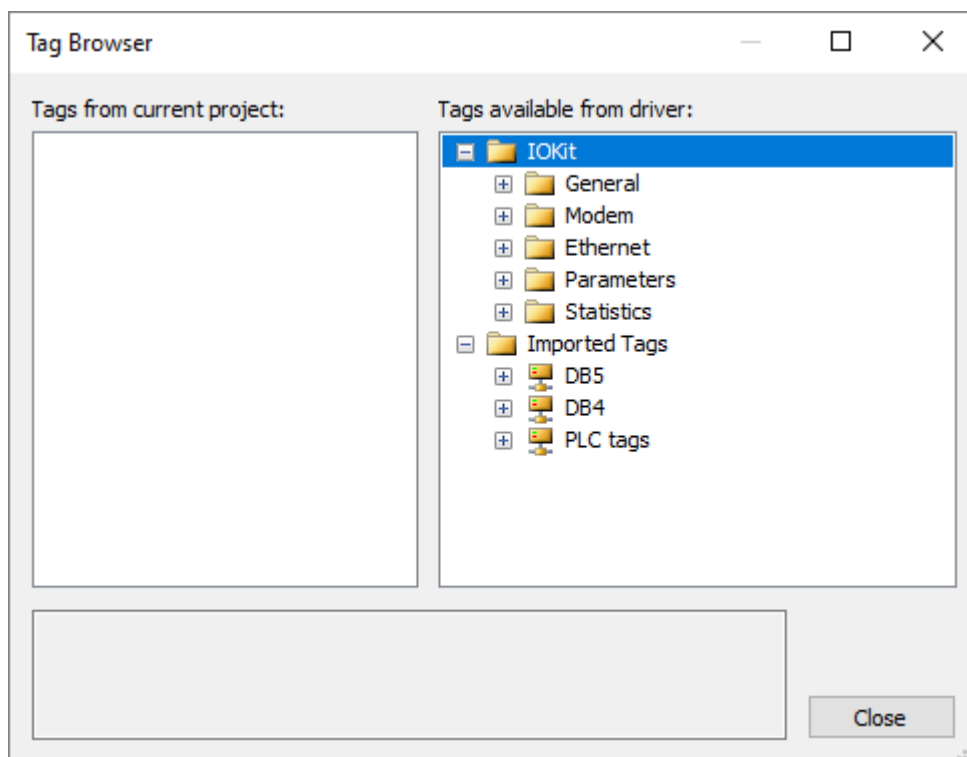 Tag Browser
Tags from current project:
Tags available from driver:
IOKit
General
Modem
Ethernet
Parameters
Statistics
Imported Tags
DB5
DB4
PLC tags
Close